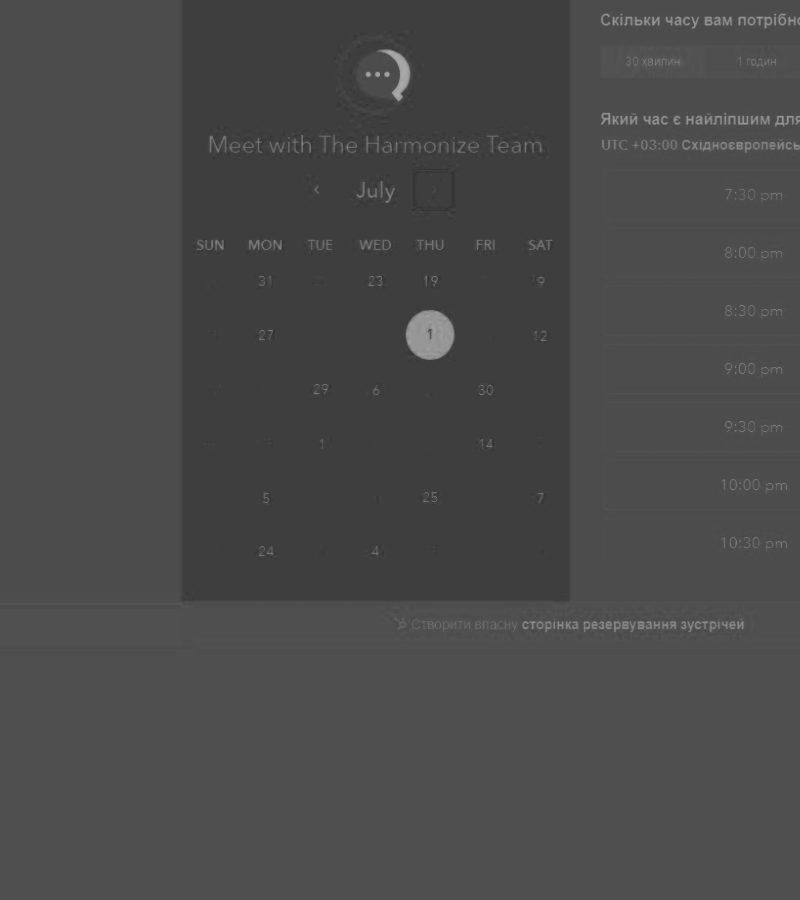 Скільки часу вам потрібно
30 хвилин 1 годин
Meet with The Harmonize Team
Який час є найліпшим для
UTC +03:00 Східноєвропейсь
‹ July ›
SUN MON TUE WED THU FRI SAT
31 23 19 9
27 1 12
29 6 30
1 14
5 25 7
24 4
7:30 pm
8:00 pm
8:30 pm
9:00 pm
9:30 pm
10:00 pm
10:30 pm
Створити власну сторінка резервування зустрічей